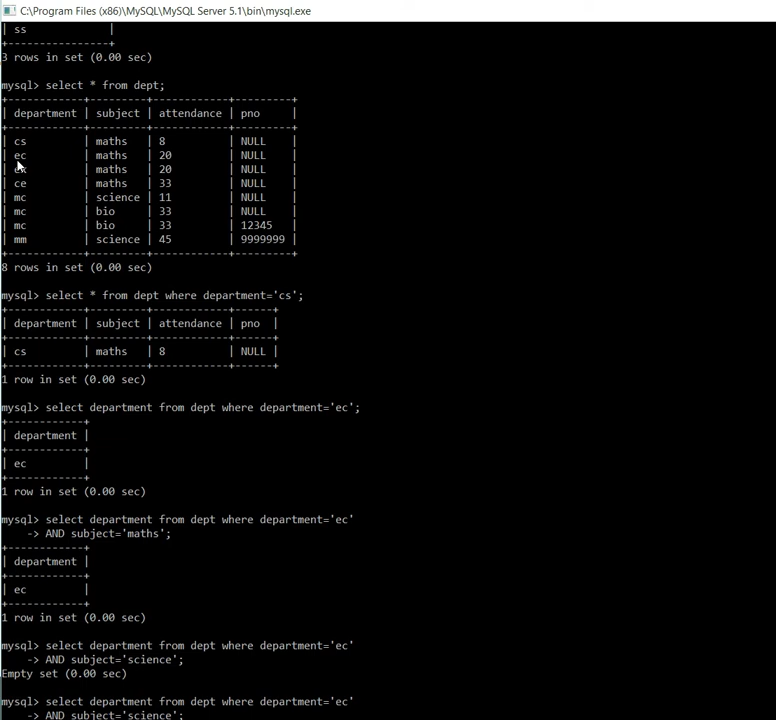 C:\Program Files (x86)\MySQL\MySQL Server 5.1\bin\mysql.exe
| ss             |
+----------------+
3 rows in set (0.00 sec)
mysql> select * from dept;
+------------+---------+------------+---------+
| department | subject | attendance | pno     |
+------------+---------+------------+---------+
| cs         | maths   | 8          | NULL    |
| ec         | maths   | 20         | NULL    |
|            | maths   | 20         | NULL    |
| ce         | maths   | 33         | NULL    |
| mc         | science | 11         | NULL    |
| mc         | bio     | 33         | NULL    |
| mc         | bio     | 33         | 12345   |
| mm         | science | 45         | 9999999 |
+------------+---------+------------+---------+
8 rows in set (0.00 sec)
mysql> select * from dept where department='cs';
+------------+---------+------------+------+
| department | subject | attendance | pno  |
+------------+---------+------------+------+
| cs         | maths   | 8          | NULL |
+------------+---------+------------+------+
1 row in set (0.00 sec)
mysql> select department from dept where department='ec';
+------------+
| department |
+------------+
| ec         |
+------------+
1 row in set (0.00 sec)
mysql> select department from dept where department='ec'
    -> AND subject='maths';
+------------+
| department |
+------------+
| ec         |
+------------+
1 row in set (0.00 sec)
mysql> select department from dept where department='ec'
    -> AND subject='science';
Empty set (0.00 sec)
mysql> select department from dept where department='ec'
    -> AND subject='science';